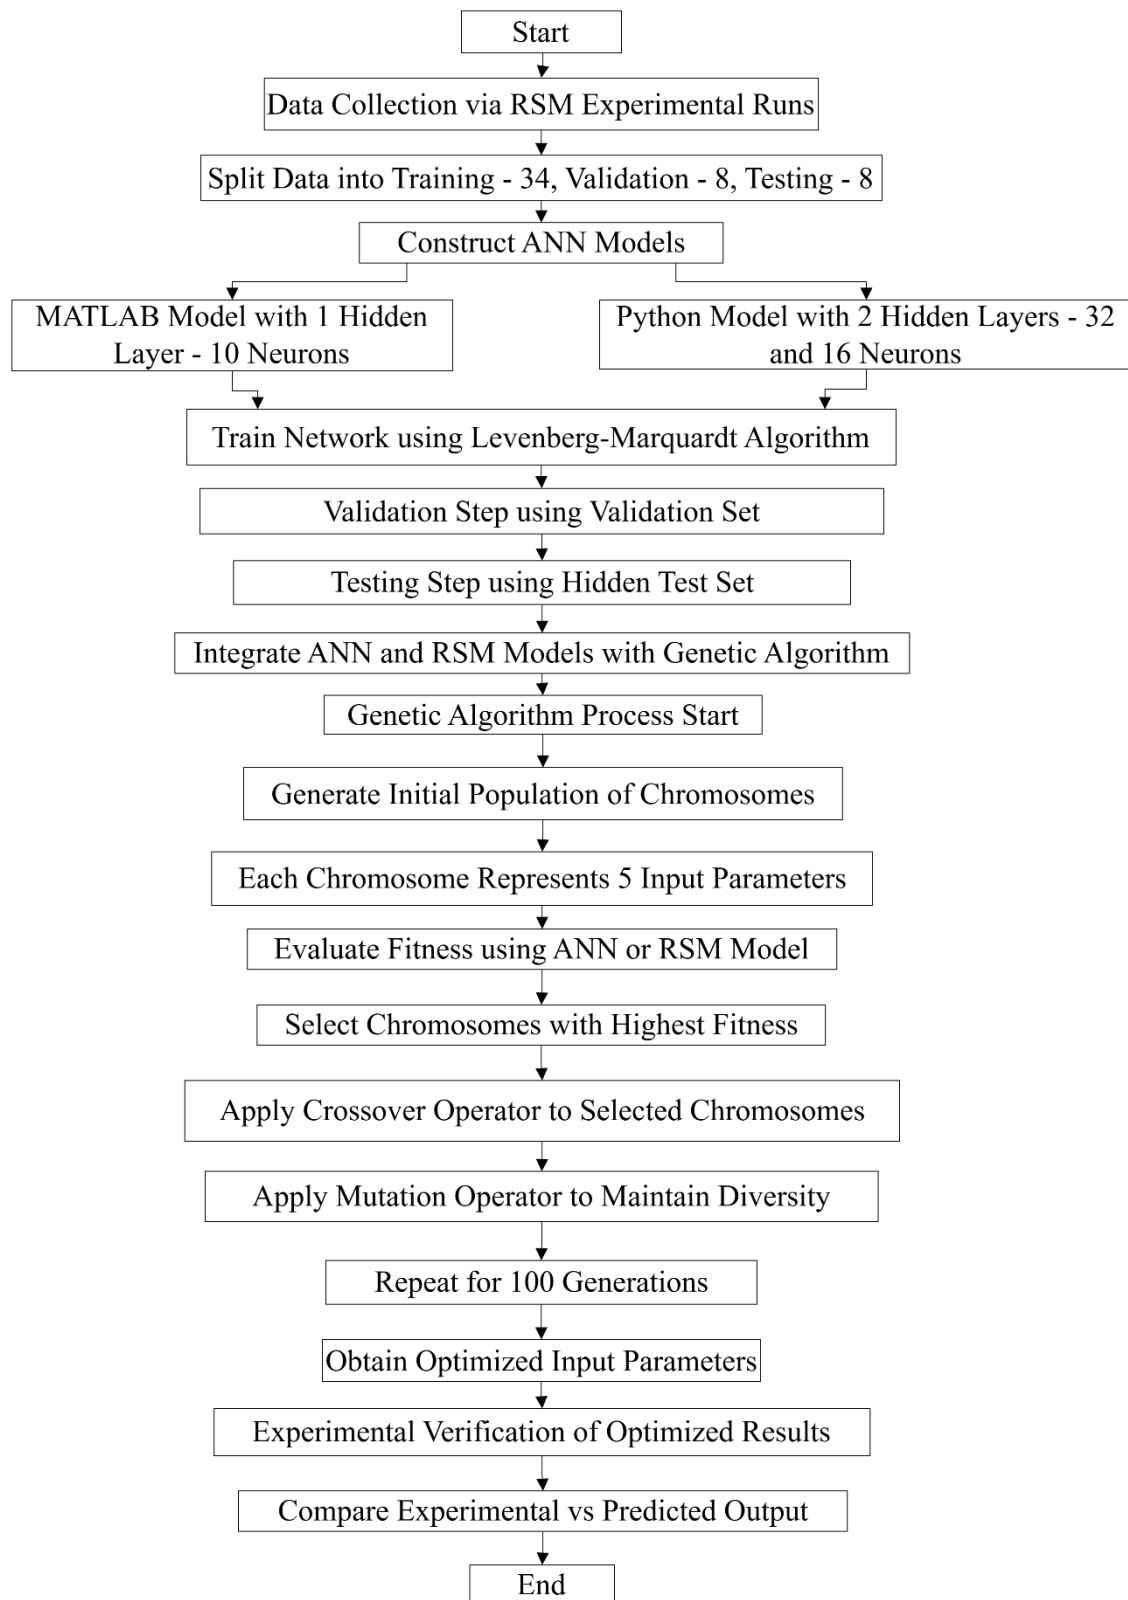 Start
Data Collection via RSM Experimental Runs
Split Data into Training - 34, Validation - 8, Testing - 8
Construct ANN Models
MATLAB Model with 1 Hidden
Layer - 10 Neurons
Python Model with 2 Hidden Layers - 32
and 16 Neurons
Train Network using Levenberg-Marquardt Algorithm
Validation Step using Validation Set
Testing Step using Hidden Test Set
Integrate ANN and RSM Models with Genetic Algorithm
Genetic Algorithm Process Start
Generate Initial Population of Chromosomes
Each Chromosome Represents 5 Input Parameters
Evaluate Fitness using ANN or RSM Model
Select Chromosomes with Highest Fitness
Apply Crossover Operator to Selected Chromosomes
Apply Mutation Operator to Maintain Diversity
Repeat for 100 Generations
Obtain Optimized Input Parameters
Experimental Verification of Optimized Results
Compare Experimental vs Predicted Output
End